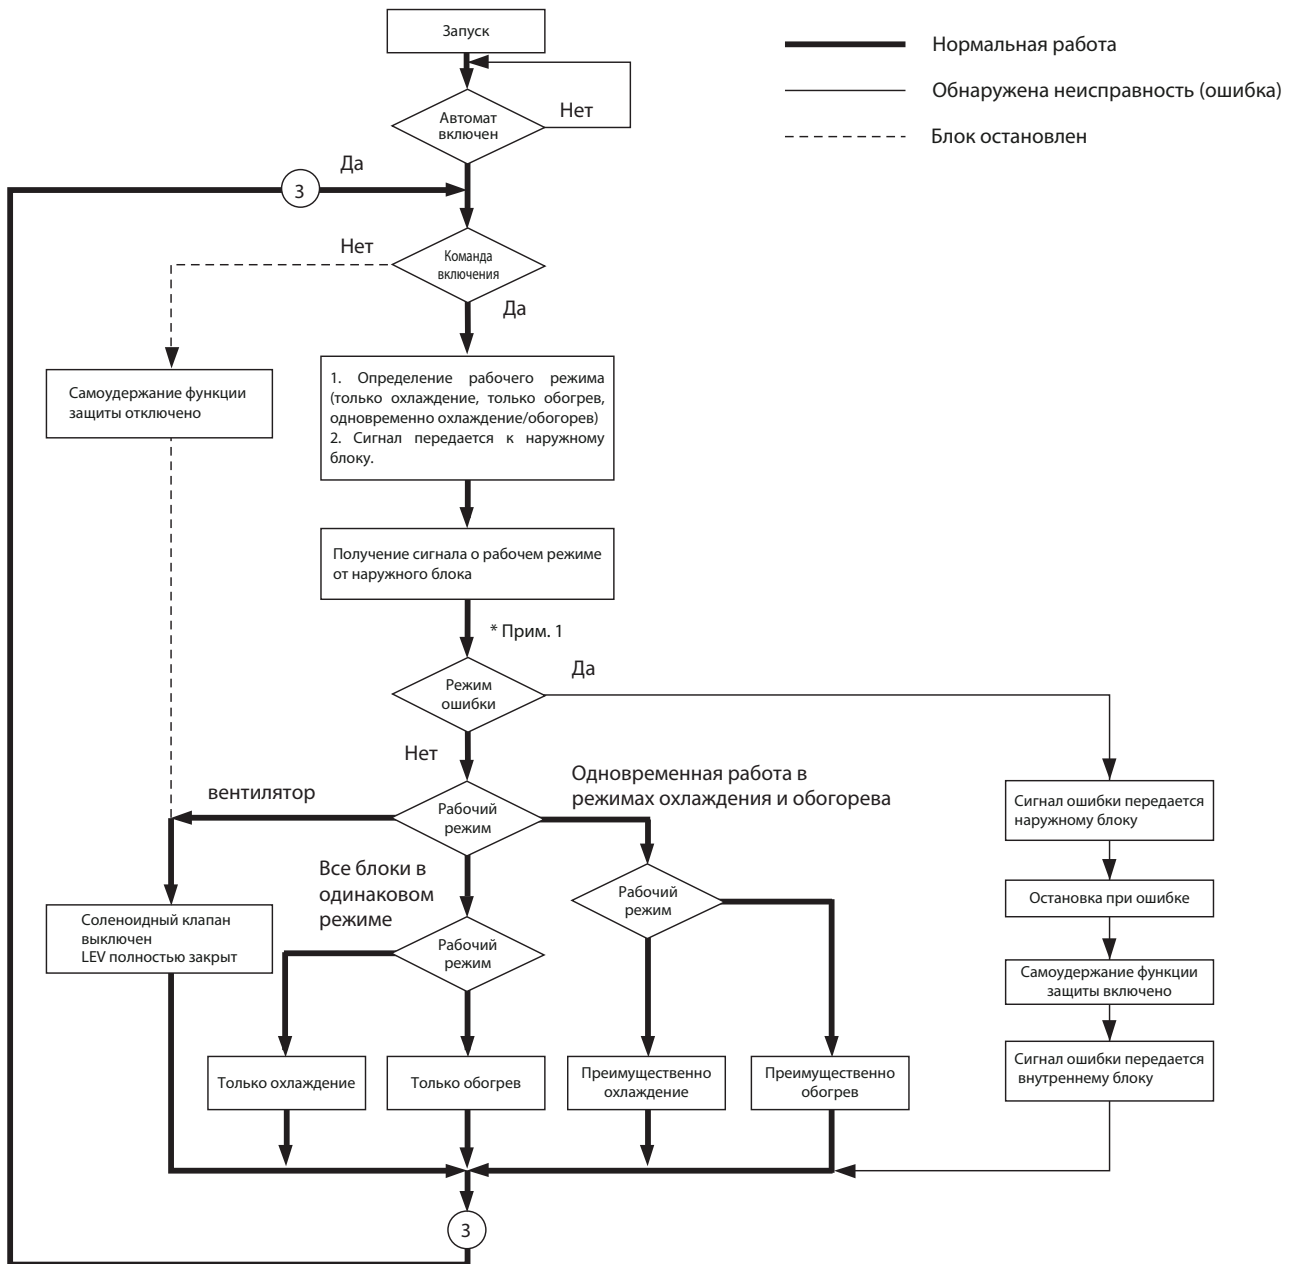 Запуск
Нормальная работа
Обнаружена неисправность (ошибка)
Блок остановлен
Автомат
включен
Нет
Да
3
Нет
Команда
включения
Да
Самоудержание функции
защиты отключено
1. Определение рабочего режима
(только охлаждение, только обогрев,
одновременно охлаждение/обогорев)
2. Сигнал передается к наружному
блоку.
Получение сигнала о рабочем режиме
от наружного блока
* Прим. 1
Режим
ошибки
Да
Нет
вентилятор
Рабочий
режим
Одновременная работа в
режимах охлаждения и обогорева
Сигнал ошибки передается
наружному блоку
Все блоки в
одинаковом
режиме
Рабочий
режим
Рабочий
режим
Остановка при ошибке
Соленоидный клапан
выключен
LEV полностью закрыт
Самоудержание функции
защиты включено
Только охлаждение
Только обогрев
Преимущественно
охлаждение
Преимущественно
обогрев
Сигнал ошибки передается
внутреннему блоку
3